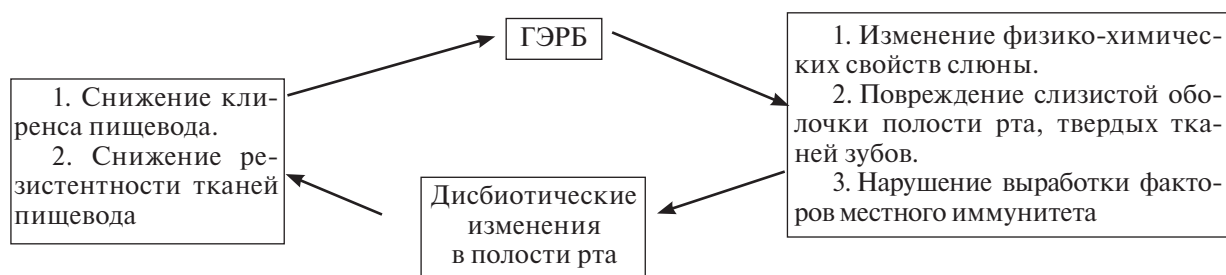 ГЭРБ
1. Изменение физико-химичес-
ких свойств слюны.
2. Повреждение слизистой обо-
лочки полости рта, твердых тка-
ней зубов.
3. Нарушение выработки факто-
ров местного иммунитета
Дисбиотические
изменения
в полости рта
1. Снижение кли-
ренса пищевода.
2. Снижение ре-
зистентности тканей
пищевода